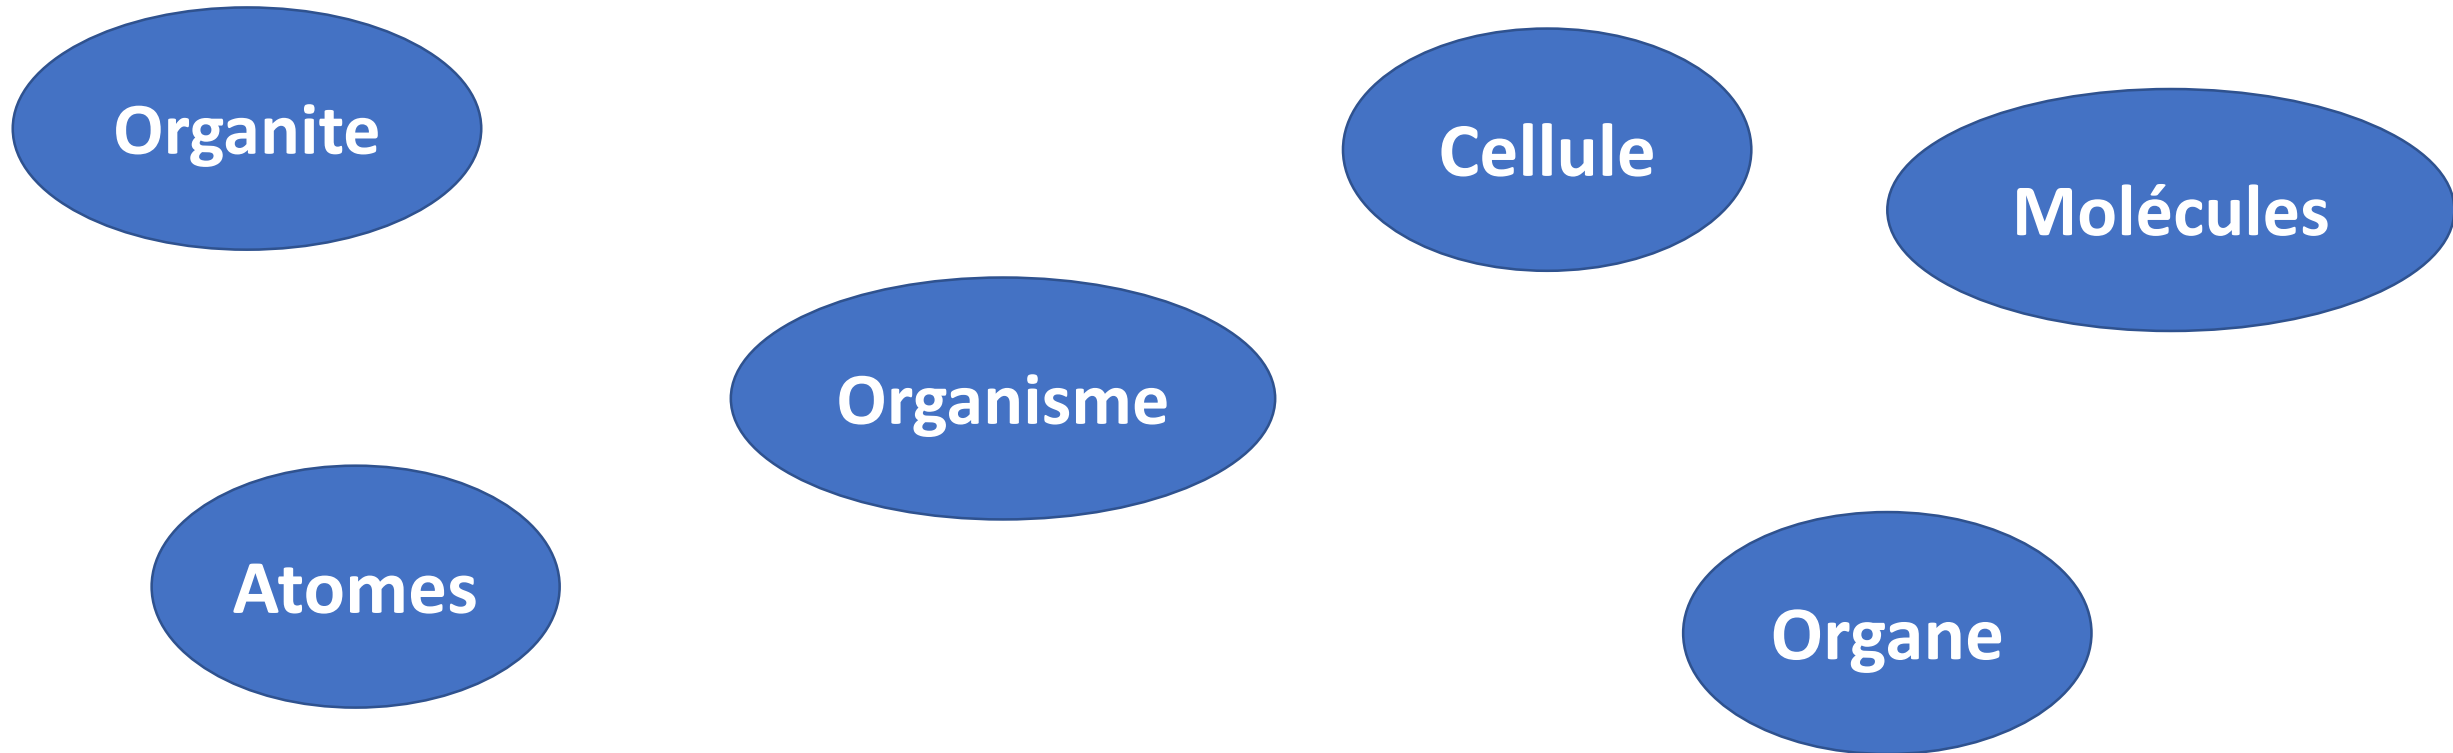 Organite
Cellule
Molécules
Organisme
Atomes
Organe